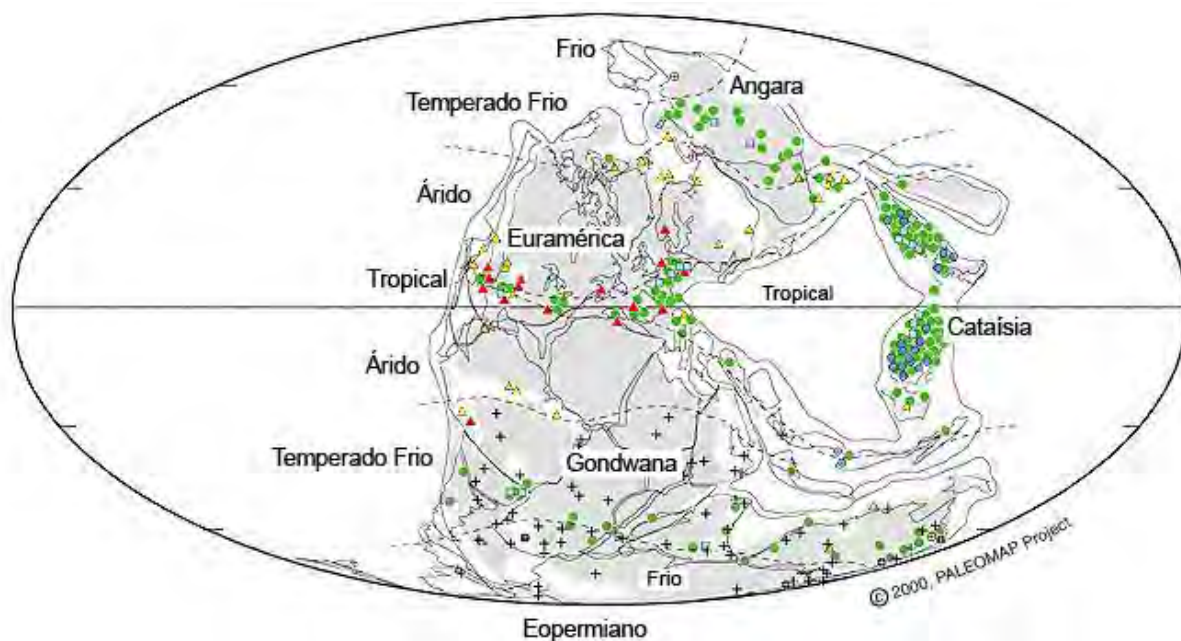 Frio
Angara
Temperado Frio
Árido
Euramérica
Tropical
Tropical
Cataísia
Árido
Temperado Frio
Gondwana
Frio
© 2000, PALEOMAP Project
Eopermiano